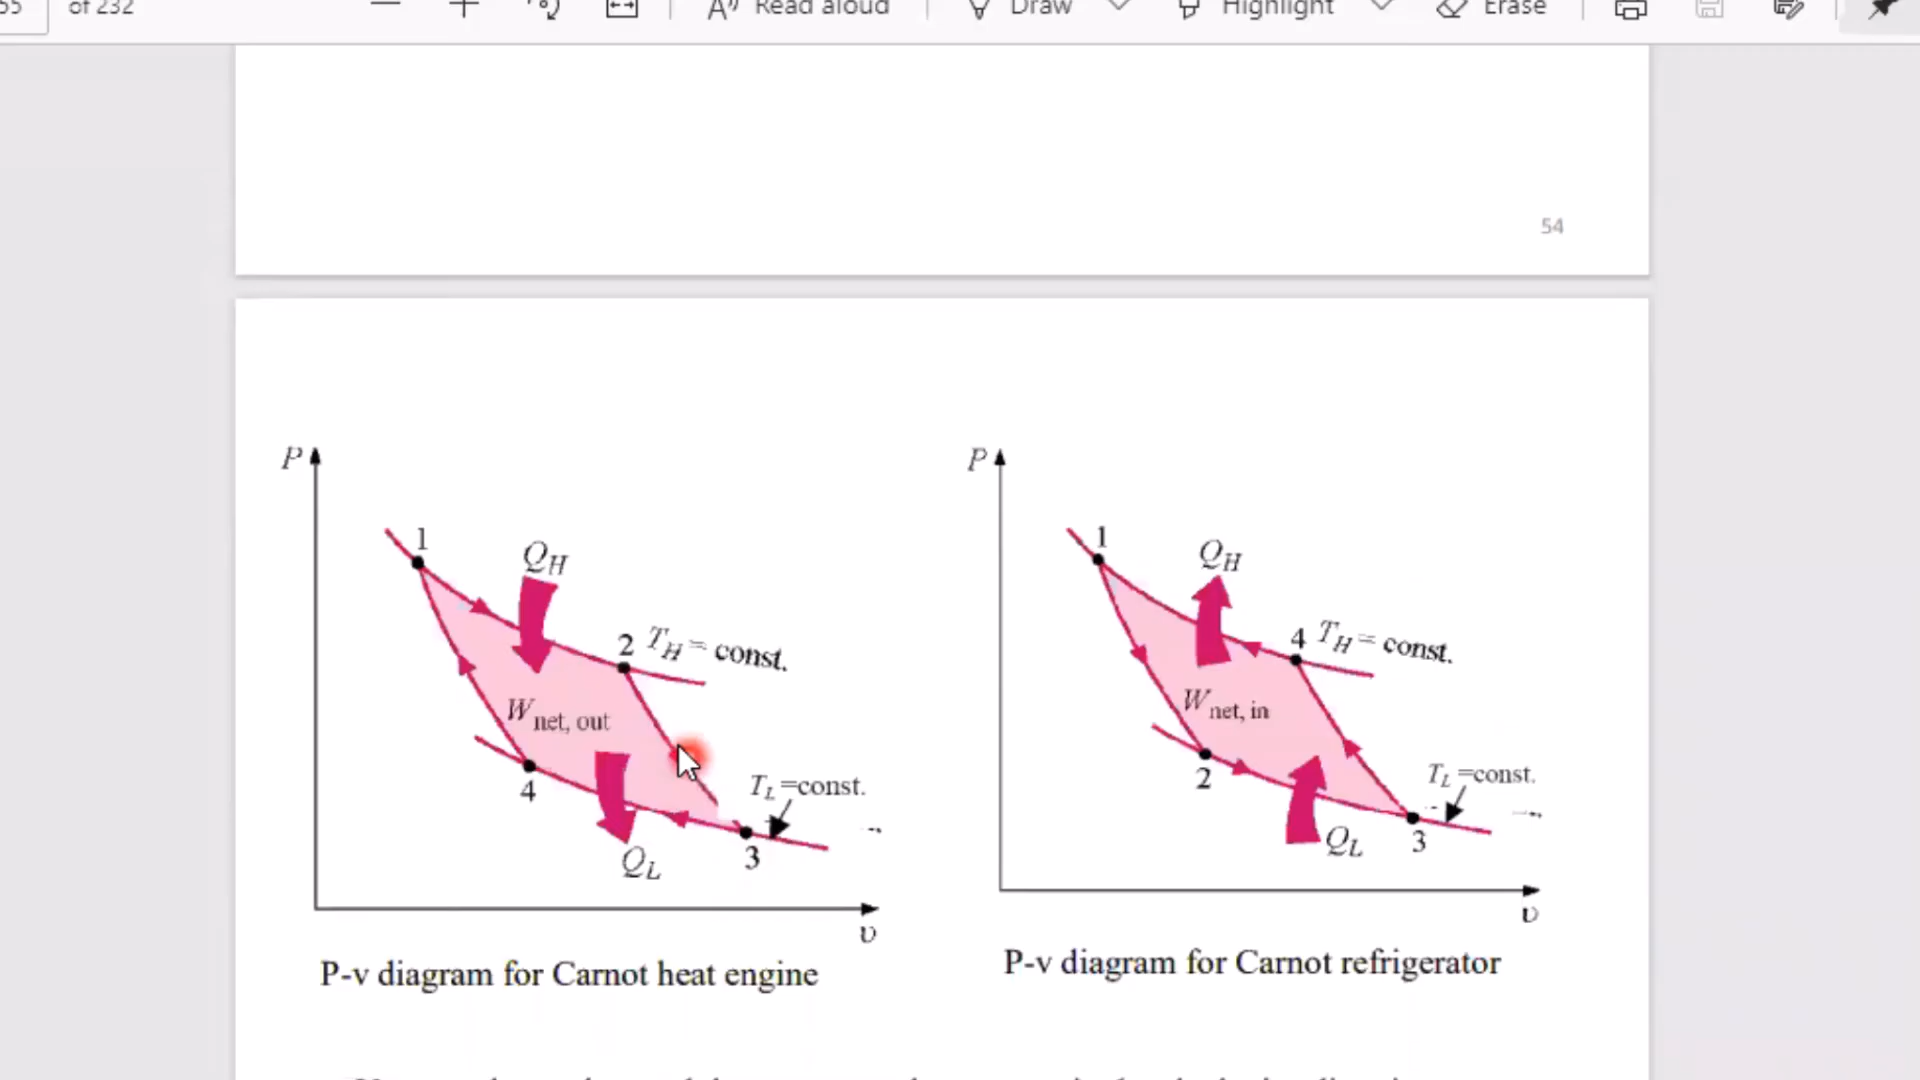 55 of 232 Read aloud Draw Highlight Erase
54
P
1
QH
2 TH = const.
Wnet, out
4
TL =const.
QL
3
υ
P-v diagram for Carnot heat engine
P
1
QH
4 TH = const.
Wnet, in
2
TL =const.
QL
3
υ
P-v diagram for Carnot refrigerator